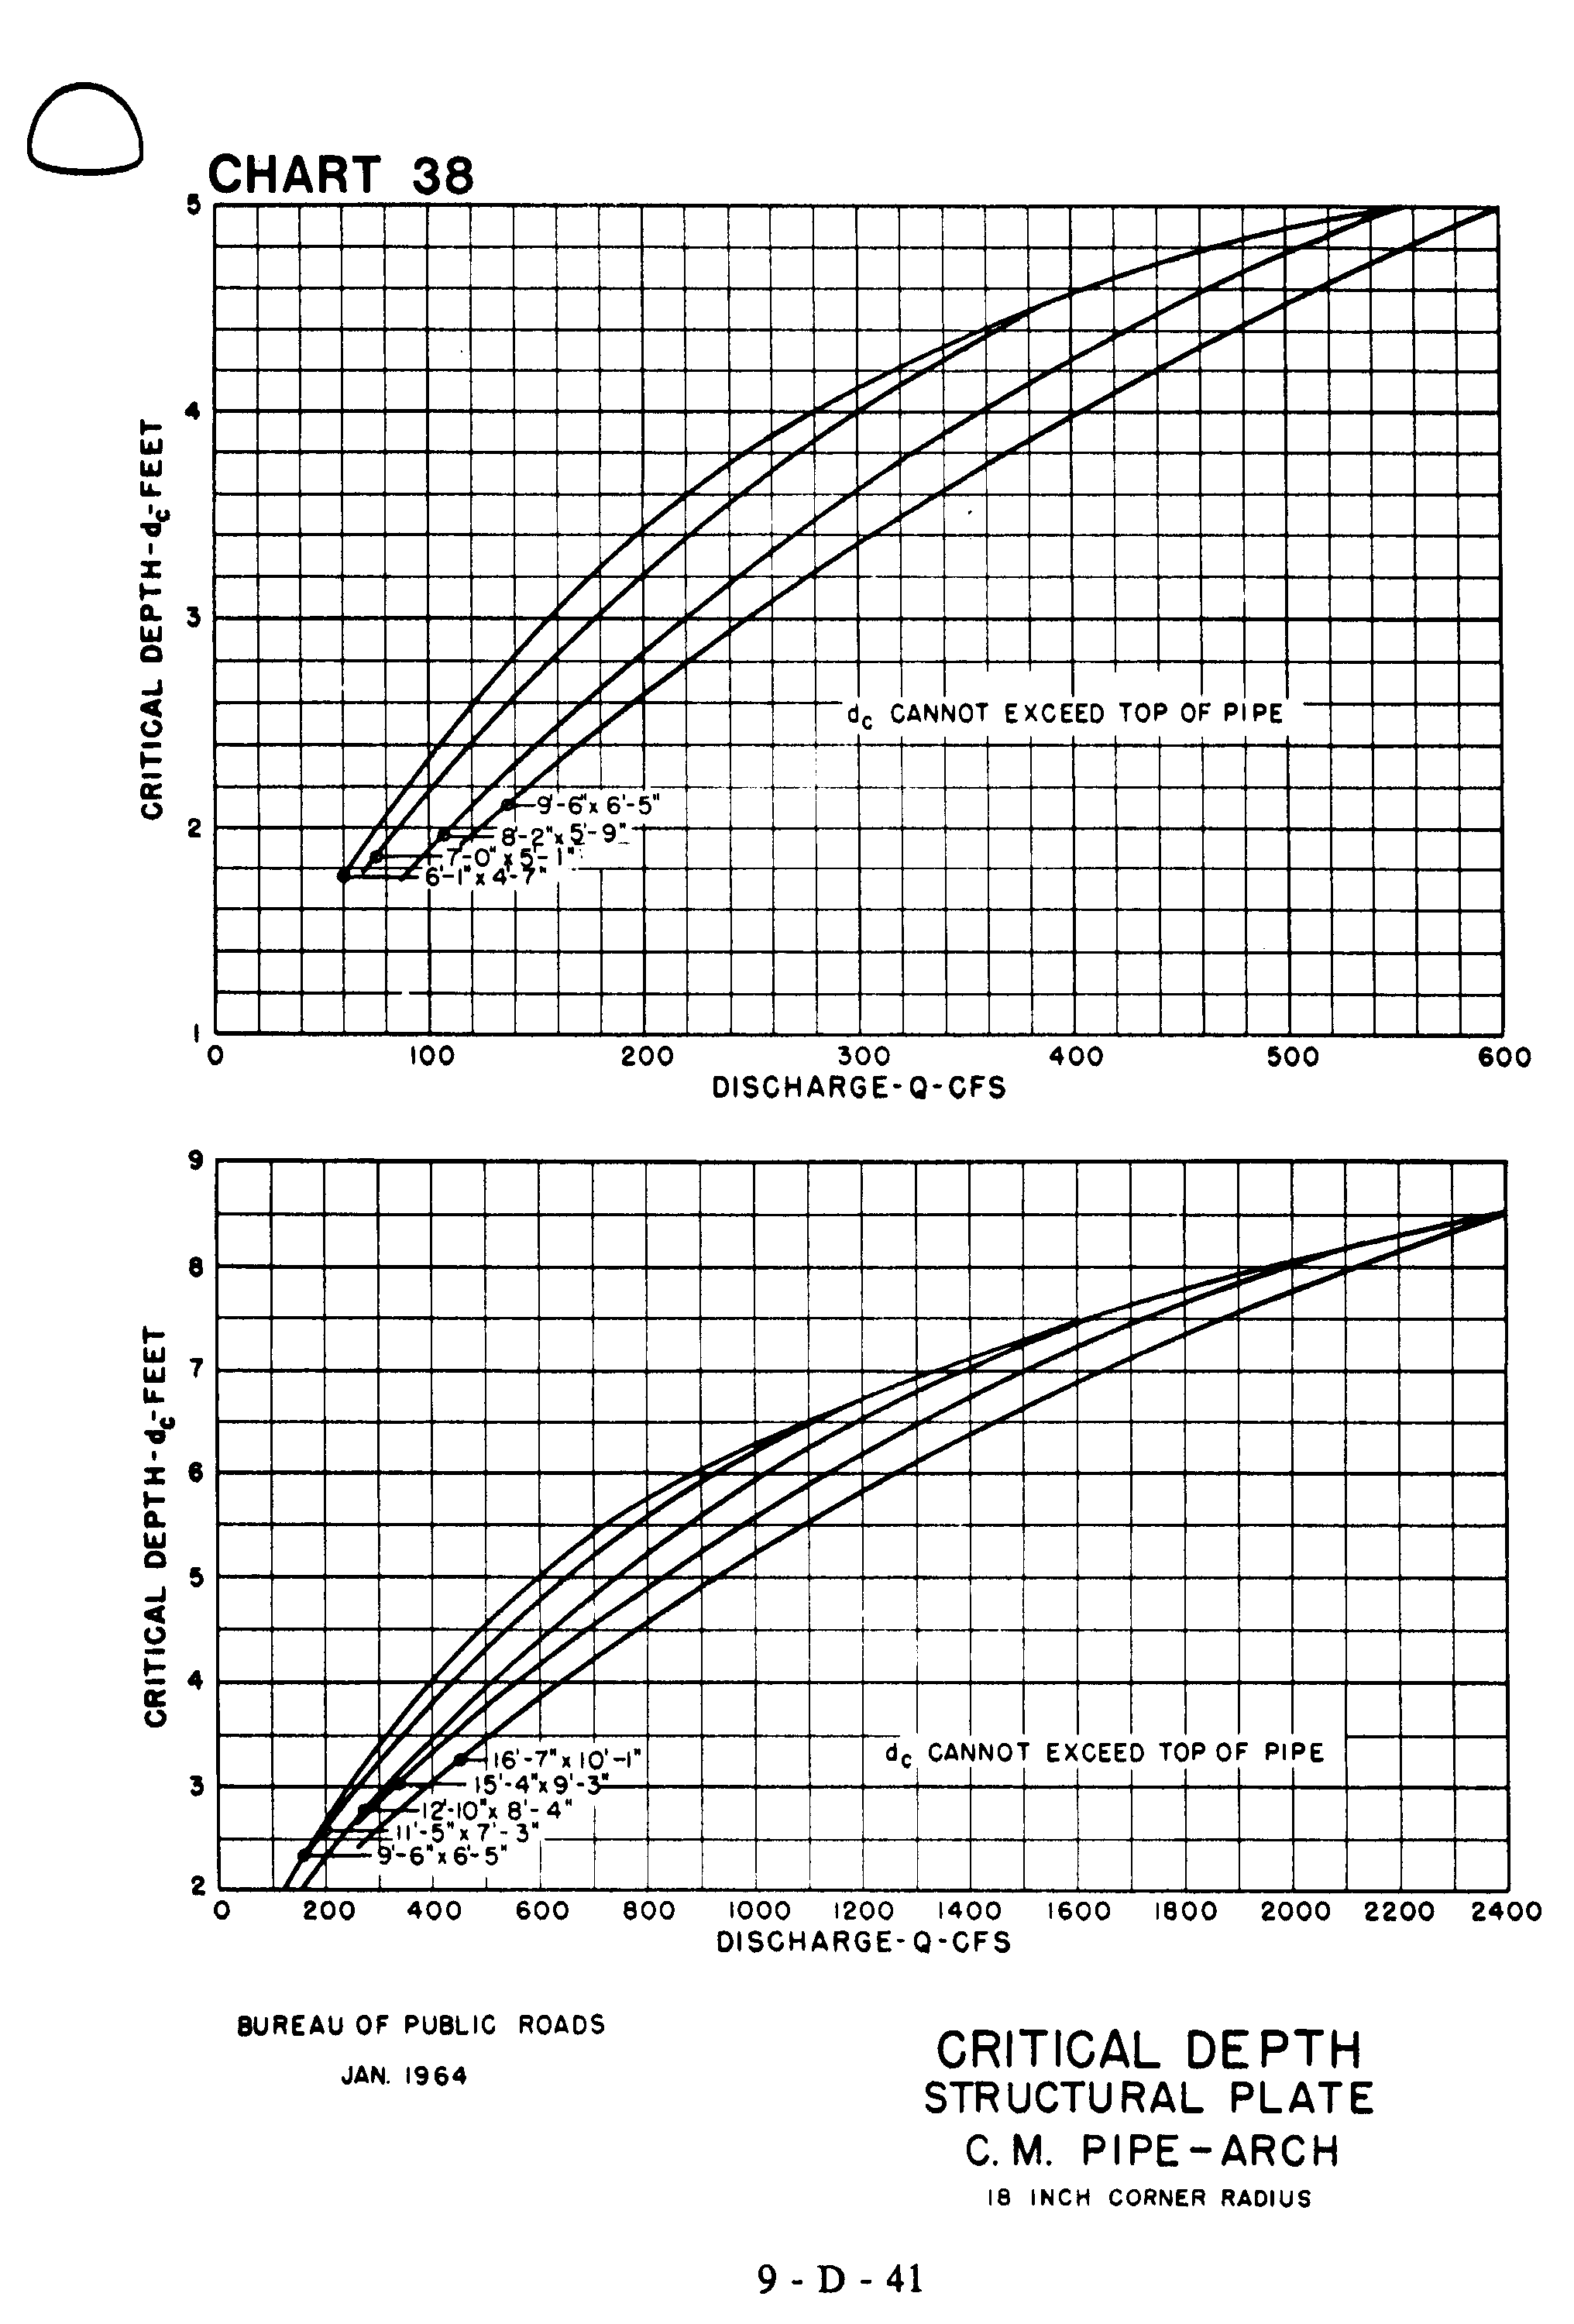 CHART 38
5
4
3
2
1
CRITICAL DEPTH-dc-FEET
dc CANNOT EXCEED TOP OF PIPE
9'-6"x 6'-5"
8'-2"x 5'-9"
7'-0"x 5'-1"
6'-1"x 4'-7"
0 100 200 300 400 500 600
DISCHARGE-Q-CFS
9
8
7
6
5
4
3
2
CRITICAL DEPTH-dc-FEET
dc CANNOT EXCEED TOP OF PIPE
16'-7"x 10'-1"
15'-4"x 9'-3"
12'-10"x 8'-4"
11'-5"x 7'-3"
9'-6"x 6'-5"
0 200 400 600 800 1000 1200 1400 1600 1800 2000 2200 2400
DISCHARGE-Q-CFS
BUREAU OF PUBLIC ROADS
JAN. 1964
CRITICAL DEPTH
STRUCTURAL PLATE
C. M. PIPE-ARCH
18 INCH CORNER RADIUS
9 - D - 41